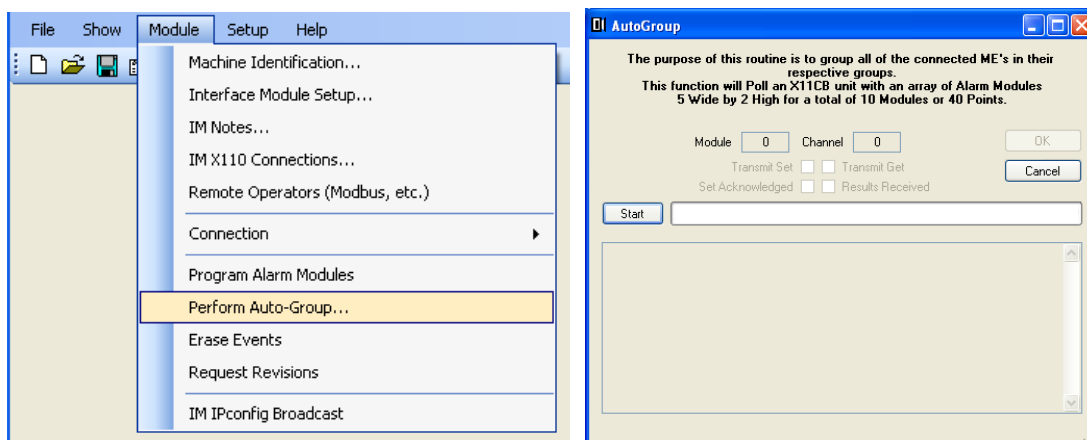 File Show Module Setup Help
Machine Identification...
Interface Module Setup...
IM Notes...
IM X110 Connections...
Remote Operators (Modbus, etc.)
Connection
Program Alarm Modules
Perform Auto-Group...
Erase Events
Request Revisions
IM IPconfig Broadcast
AutoGroup
The purpose of this routine is to group all of the connected ME's in their
respective groups.
This function will Poll an X11CB unit with an array of Alarm Modules
5 Wide by 2 High for a total of 10 Modules or 40 Points.
Module 0 Channel 0 OK
Transmit Set Transmit Get
Cancel
Set Acknowledged Results Received
Start